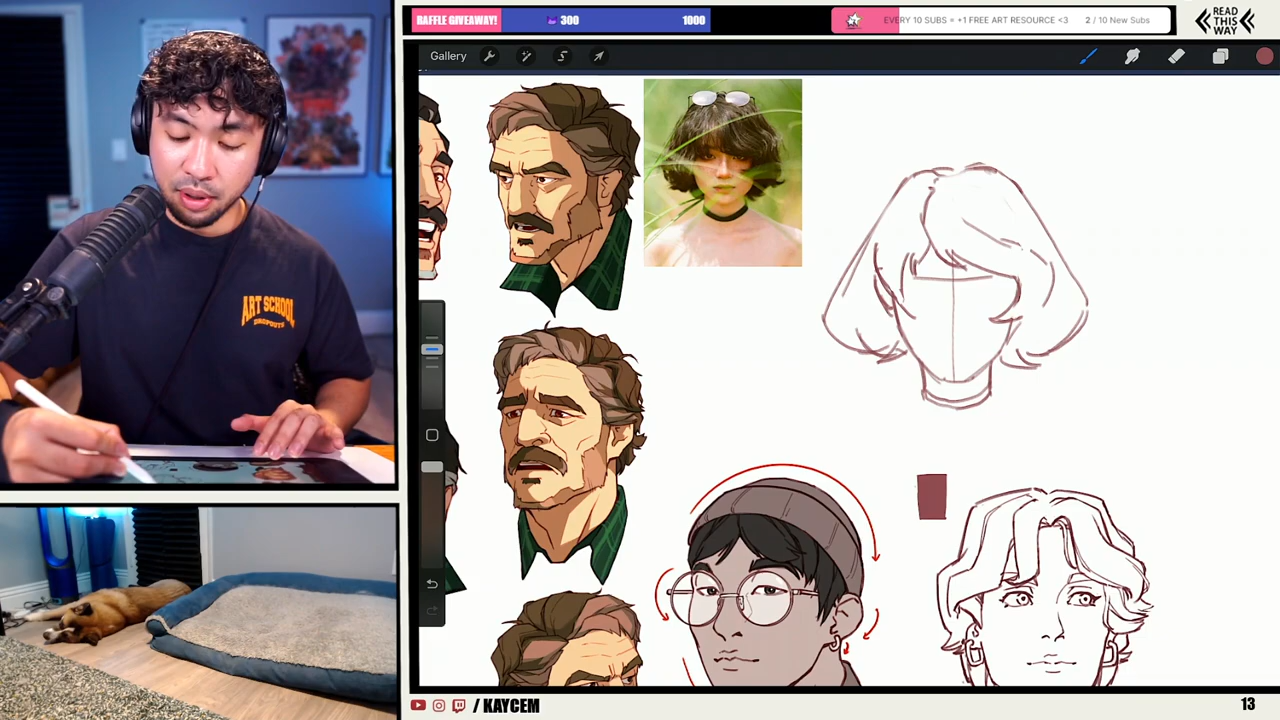 RAFFLE GIVEAWAY! 300 1000
EVERY 10 SUBS = +1 FREE ART RESOURCE <3 2 / 10 New Subs
READ
THIS
WAY
Gallery
ART SCHOOL
DROPOUTS
/ KAYCEM
13